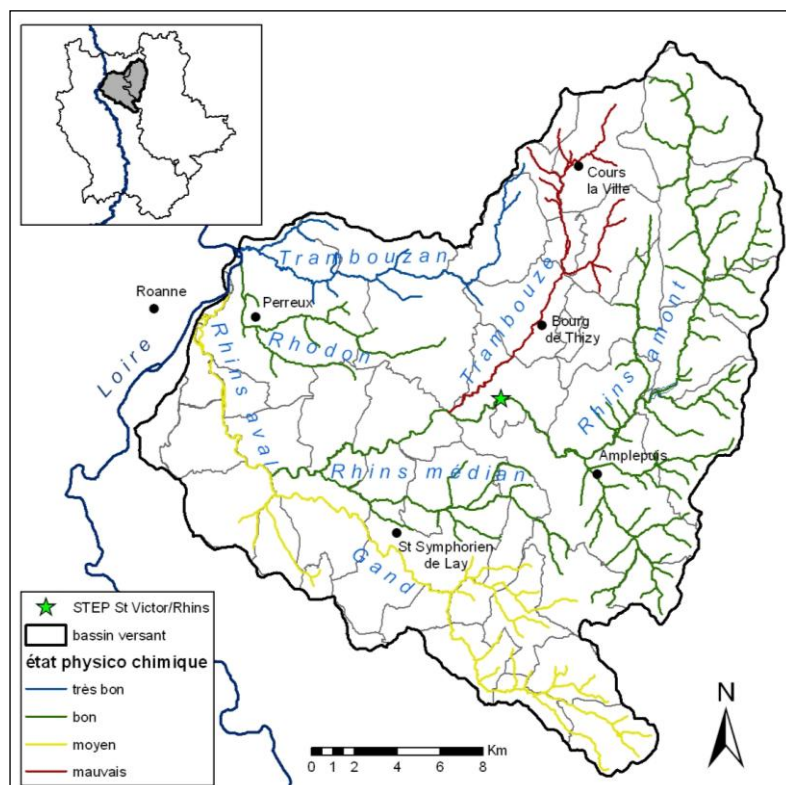 Cours
la Ville
Trambouzan
Roanne
Perreux
Trambouze
Bourg
de Thizy
Rhins amont
Rhodon
Loire
Rhins aval
Rhins médian
Amplepuis
St Symphorien
de Lay
Gand
STEP St Victor/Rhins
bassin versant
état physico chimique
très bon
bon
moyen
mauvais
N
Km
0 1 2 4 6 8